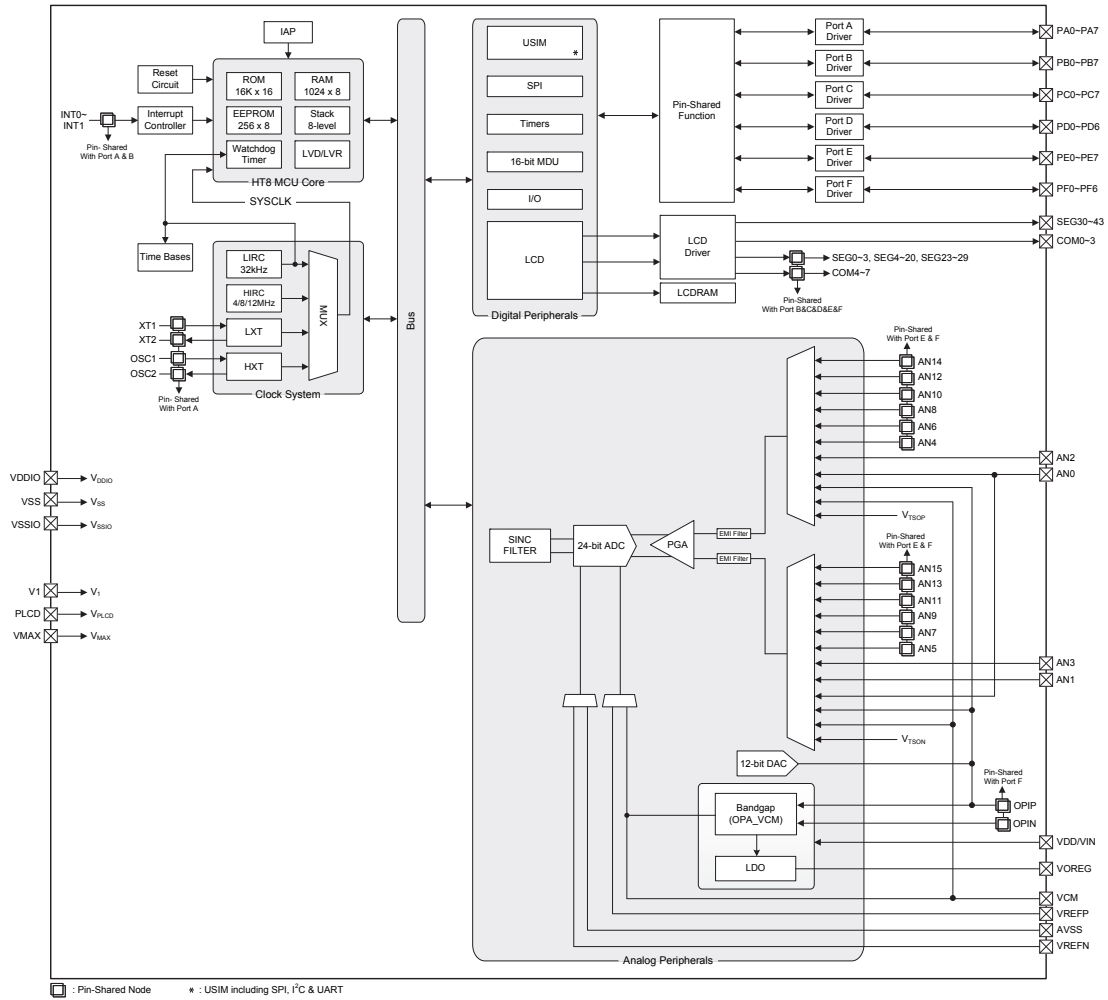 IAP
Reset
Circuit
ROM
16K x 16
RAM
1024 x 8
INT0~
INT1
Interrupt
Controller
EEPROM
256 x 8
Stack
8-level
Pin- Shared
With Port A & B
Watchdog
Timer
LVD/LVR
HT8 MCU Core
SYSCLK
Time Bases
LIRC
32kHz
HIRC
4/8/12MHz
MUX
XT1
XT2
LXT
OSC1
OSC2
HXT
Pin- Shared
With Port A
Clock System
Bus
USIM
*
SPI
Timers
16-bit MDU
I/O
LCD
Digital Peripherals
Pin-Shared
Function
Port A
Driver
Port B
Driver
Port C
Driver
Port D
Driver
Port E
Driver
Port F
Driver
PA0~PA7
PB0~PB7
PC0~PC7
PD0~PD6
PE0~PE7
PF0~PF6
LCD
Driver
LCDRAM
SEG30~43
COM0~3
SEG0~3, SEG4~20, SEG23~29
COM4~7
Pin-Shared
With Port B&C&D&E&F
VDDIO
VDDIO
VSS
VSS
VSSIO
VSSIO
V1
V1
PLCD
VPLCD
VMAX
VMAX
Pin-Shared
With Port E & F
AN14
AN12
AN10
AN8
AN6
AN4
AN2
AN0
VTSOP
SINC
FILTER
24-bit ADC
PGA
EMI Filter
EMI Filter
Pin-Shared
With Port E & F
AN15
AN13
AN11
AN9
AN7
AN5
AN3
AN1
VTSON
12-bit DAC
Pin-Shared
With Port F
Bandgap
(OPA_VCM)
OPIP
OPIN
LDO
VDD/VIN
VOREG
VCM
VREFP
AVSS
VREFN
Analog Peripherals
: Pin-Shared Node
* : USIM including SPI, I²C & UART